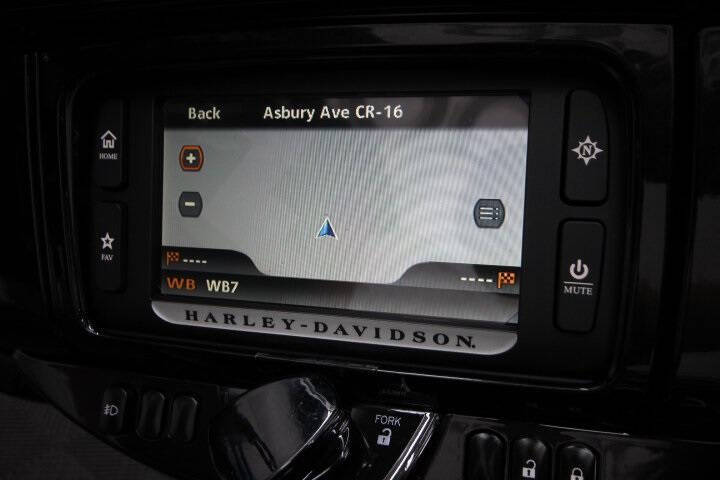 Back Asbury Ave CR-16
HOME
N
FAV
MUTE
----
----
WB WB7
HARLEY-DAVIDSON.
FORK